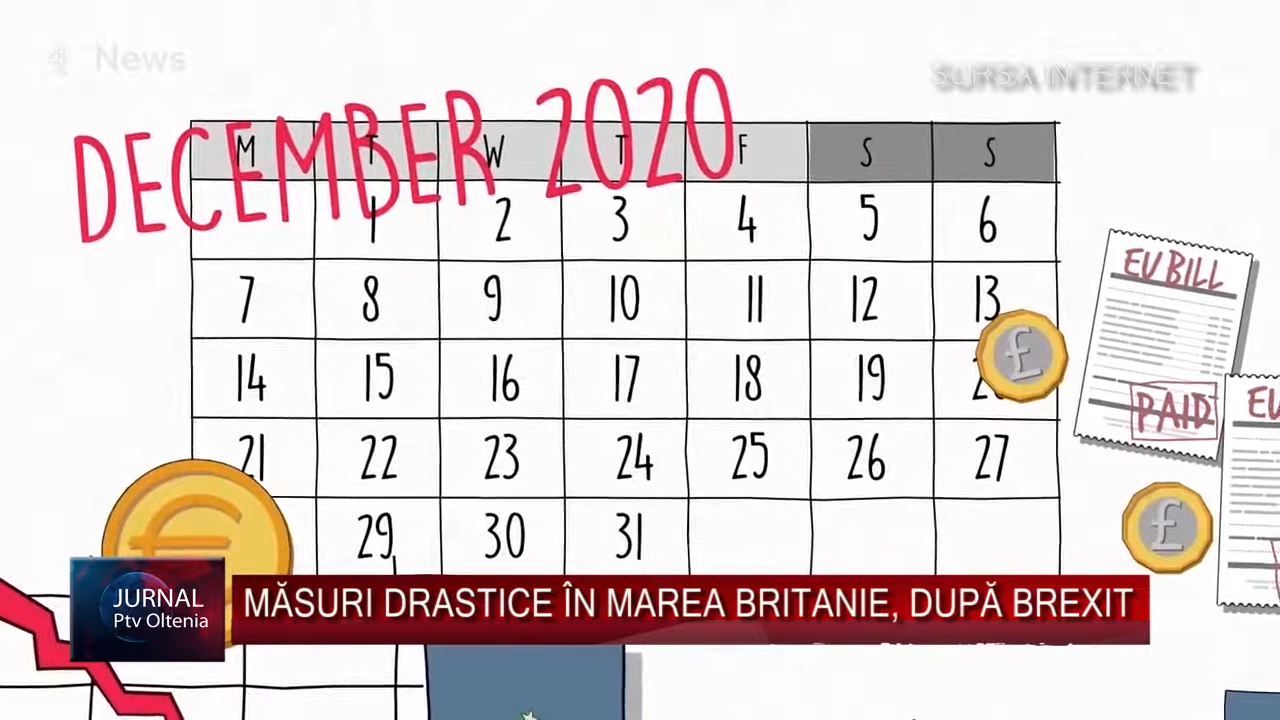 4 News
SURSA INTERNET
DECEMBER 2020
M T W T F S S
1 2 3 4 5 6
7 8 9 10 11 12 13
14 15 16 17 18 19
21 22 23 24 25 26 27
29 30 31
EU BILL
PAID
EU
JURNAL
Ptv Oltenia
MĂSURI DRASTICE ÎN MAREA BRITANIE, DUPĂ BREXIT